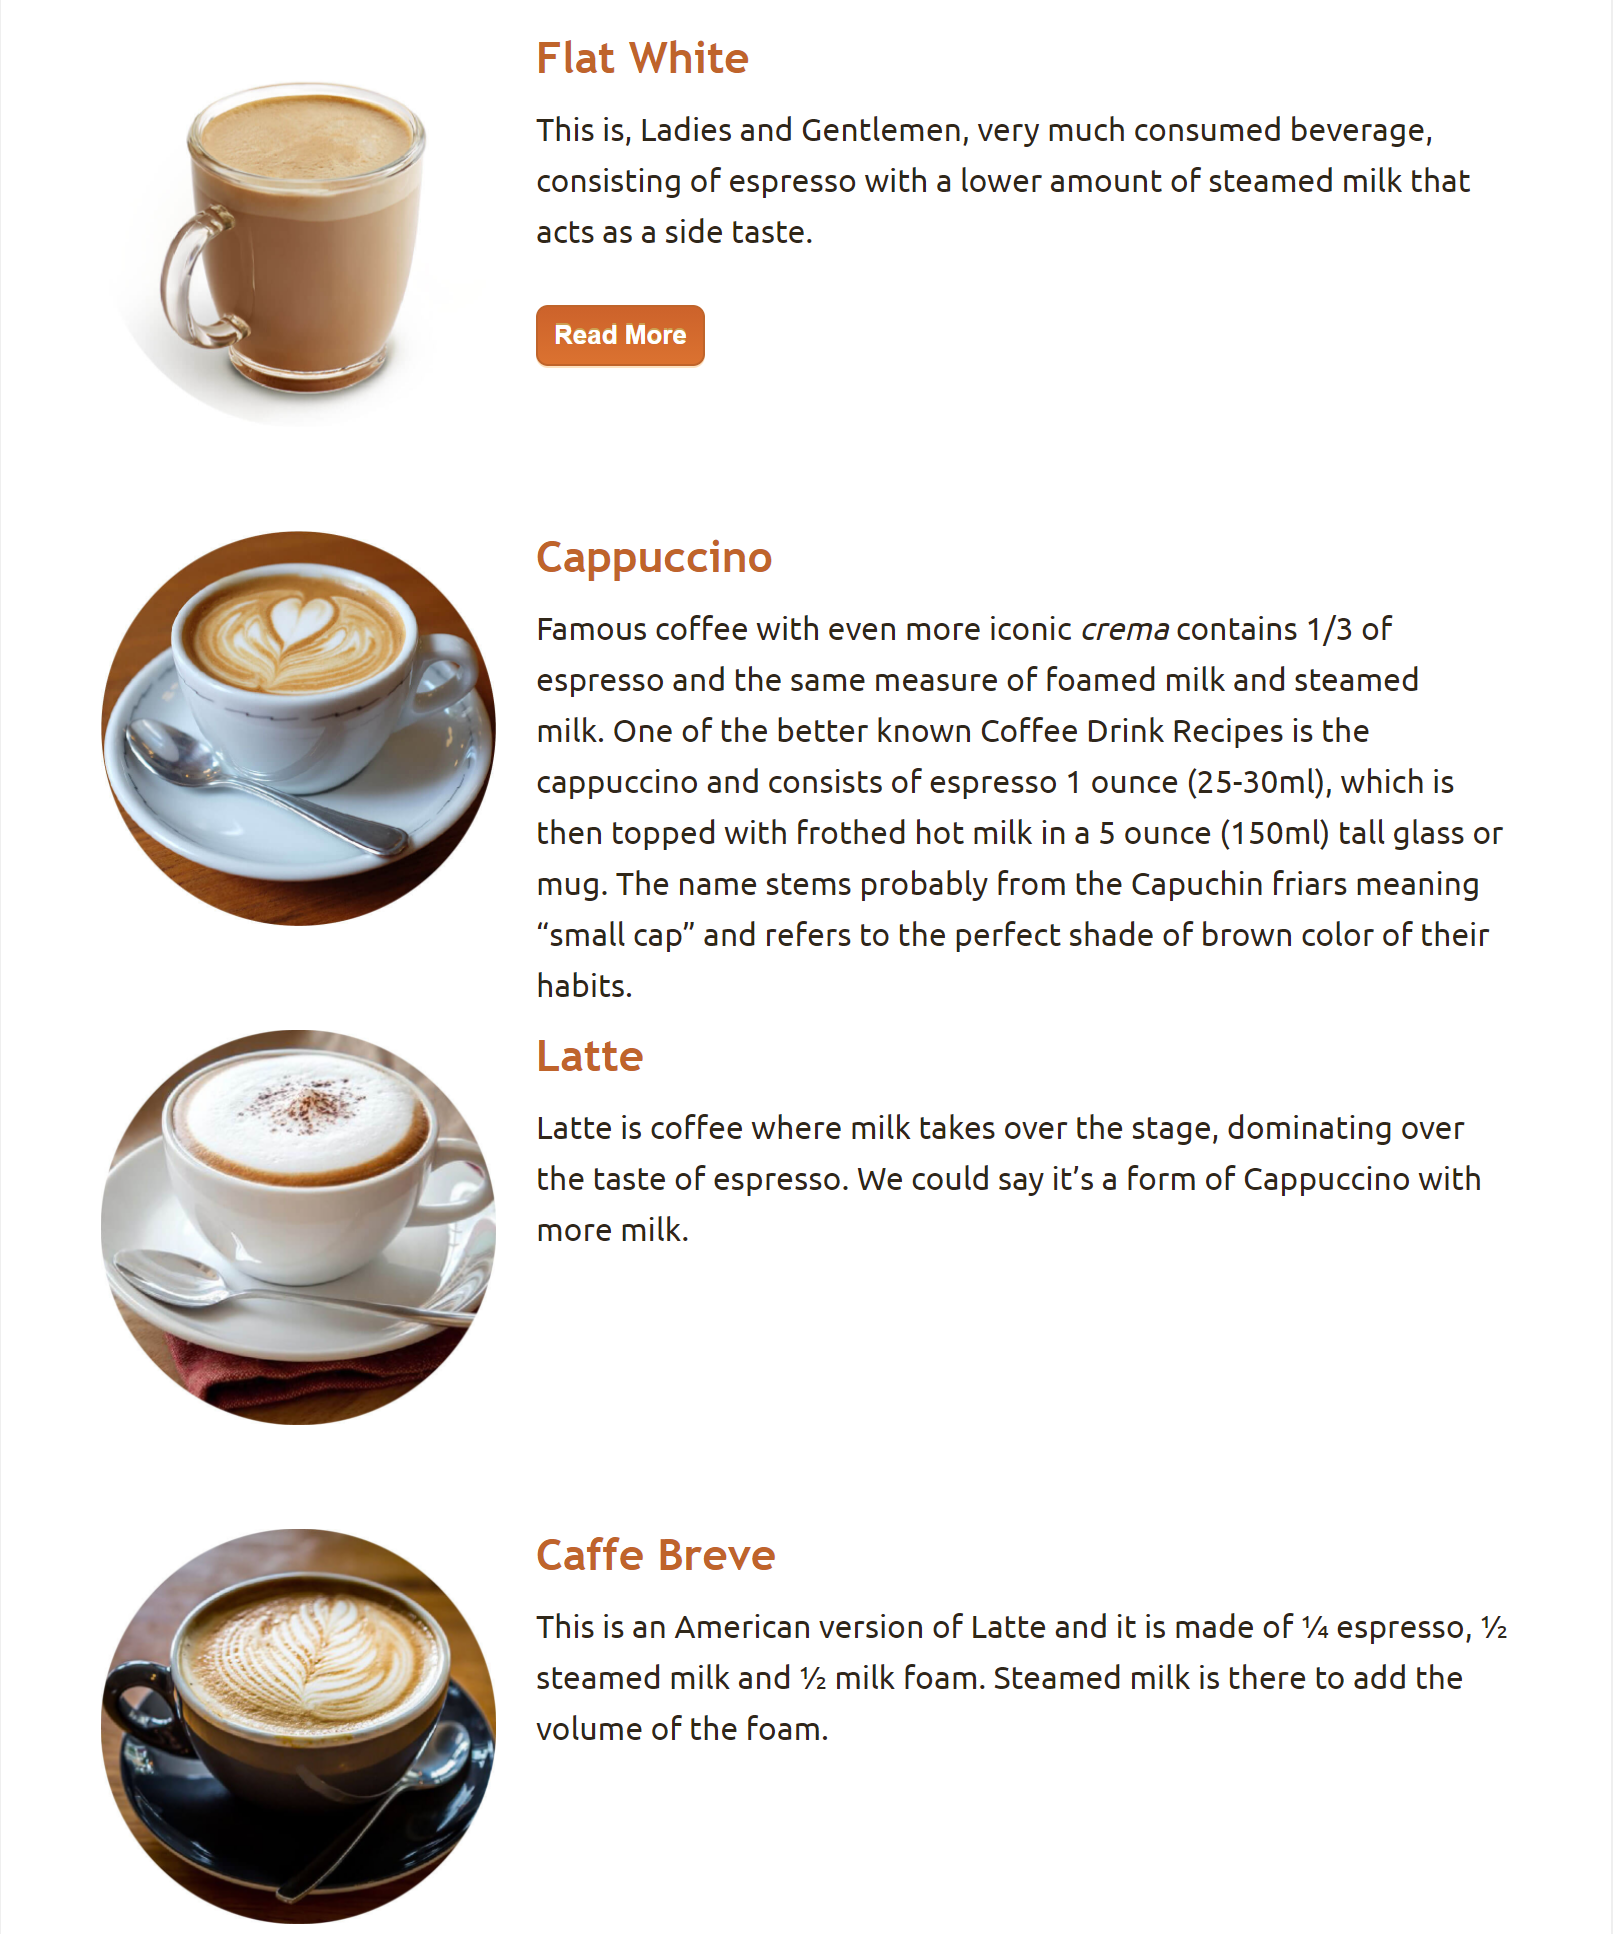 Flat White
This is, Ladies and Gentlemen, very much consumed beverage,
consisting of espresso with a lower amount of steamed milk that
acts as a side taste.
Read More
Cappuccino
Famous coffee with even more iconic crema contains 1/3 of
espresso and the same measure of foamed milk and steamed
milk. One of the better known Coffee Drink Recipes is the
cappuccino and consists of espresso 1 ounce (25-30ml), which is
then topped with frothed hot milk in a 5 ounce (150ml) tall glass or
mug. The name stems probably from the Capuchin friars meaning
“small cap” and refers to the perfect shade of brown color of their
habits.
Latte
Latte is coffee where milk takes over the stage, dominating over
the taste of espresso. We could say it’s a form of Cappuccino with
more milk.
Caffe Breve
This is an American version of Latte and it is made of ¼ espresso, ½
steamed milk and ½ milk foam. Steamed milk is there to add the
volume of the foam.